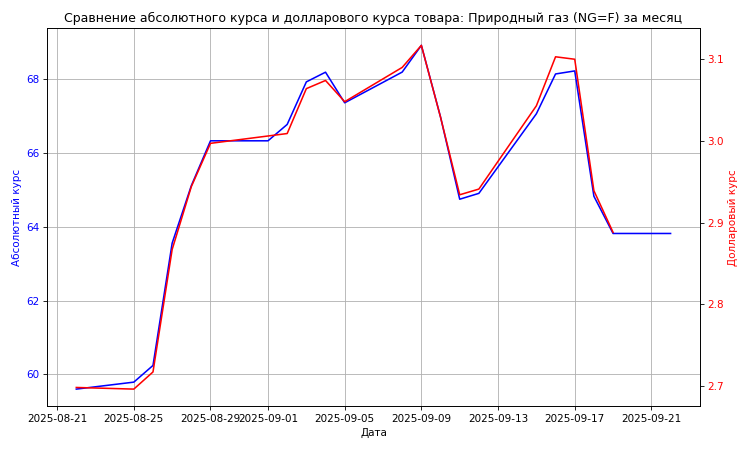 Сравнение абсолютного курса и долларового курса товара: Природный газ (NG=F) за месяц
Абсолютный курс
68
66
64
62
60
3.1
3.0
2.9
2.8
2.7
Долларовый курс
2025-08-21 2025-08-25 2025-08-29 2025-09-01 2025-09-05 2025-09-09 2025-09-13 2025-09-17 2025-09-21
Дата